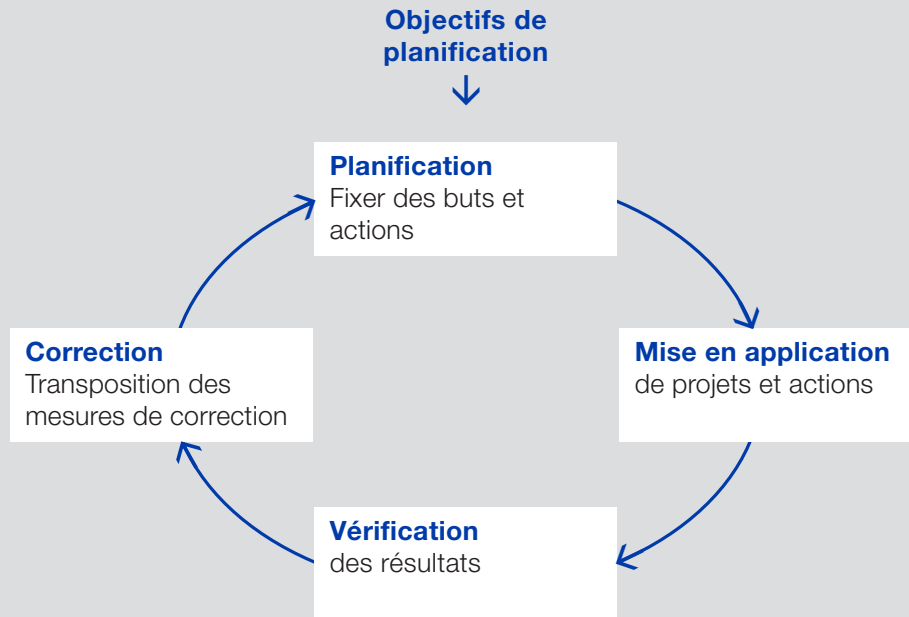 Objectifs de
planification
Planification
Fixer des buts et
actions
Mise en application
de projets et actions
Vérification
des résultats
Correction
Transposition des
mesures de correction